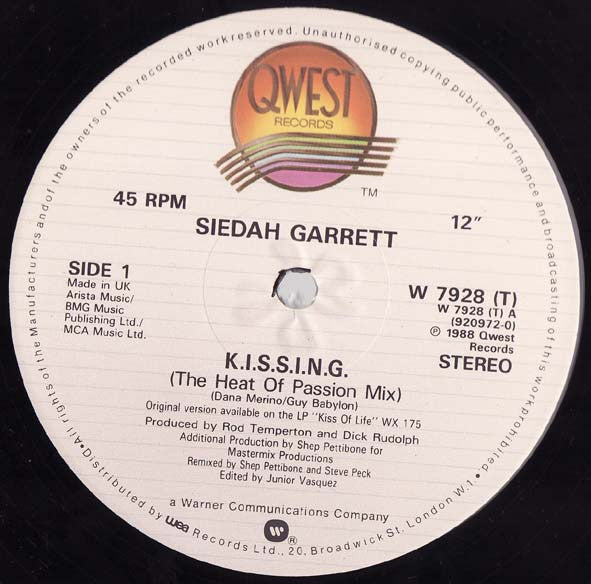 QWEST
RECORDS
TM
45 RPM
12"
SIEDAH GARRETT
SIDE 1
Made in UK
Arista Music/
BMG Music
Publishing Ltd./
MCA Music Ltd.
W 7928 (T)
W 7928 (T) A
(920972-0)
℗ 1988 Qwest
Records
STEREO
K.I.S.S.I.N.G.
(The Heat Of Passion Mix)
(Dana Merino/Guy Babylon)
Original version available on the LP "Kiss Of Life" WX 175
Produced by Rod Temperton and Dick Rudolph
Additional Production by Shep Pettibone for
Mastermix Productions
Remixed by Shep Pettibone and Steve Peck
Edited by Junior Vasquez
a Warner Communications Company
W ®
•All rights of the Manufacturers and of the owners of the recorded work reserved. Unauthorised copying public performance and broadcasting of this work prohibited.
•Distributed by wea Records Ltd., 20, Broadwick St. London W.1.